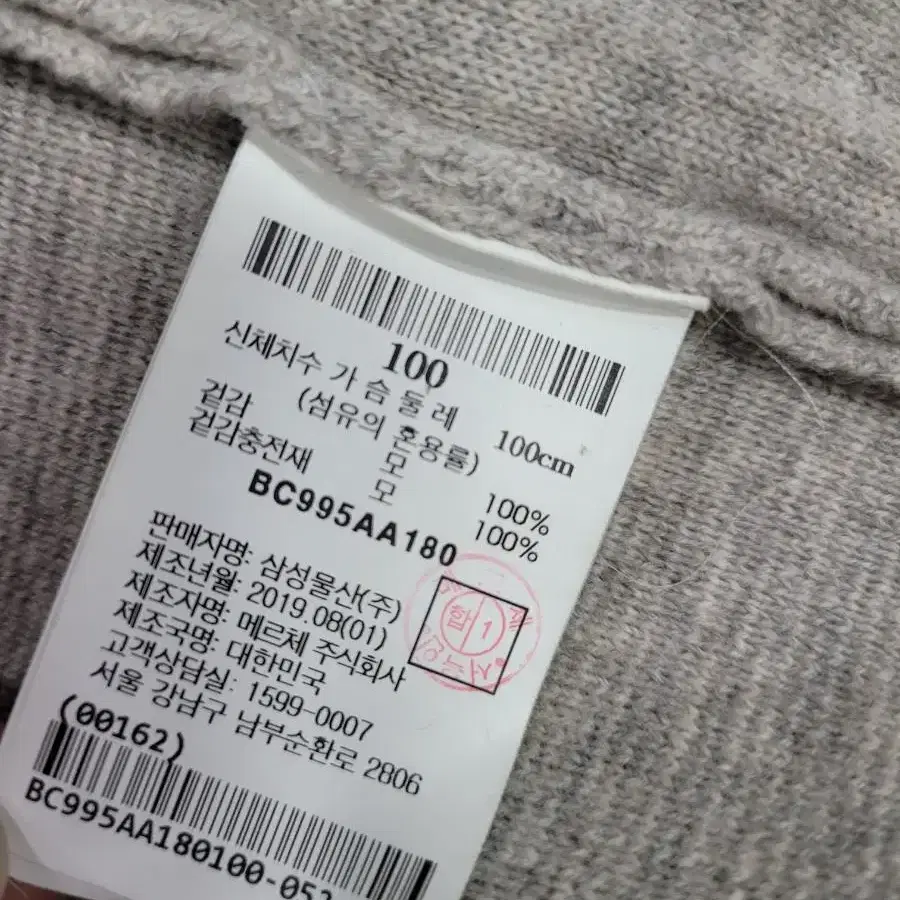 100
신체치수 가 슴 둘 레 100cm
(섬유의 혼용률)
겉감 모 100%
겉감충전재 모 100%
BC995AA180
판매자명: 삼성물산(주)
제조년월: 2019.08(01)
제조자명: 메르체 주식회사
제조국명: 대한민국
고객상담실: 1599-0007
서울 강남구 남부순환로 2806
합 1
(00162)
BC995AA180100-052